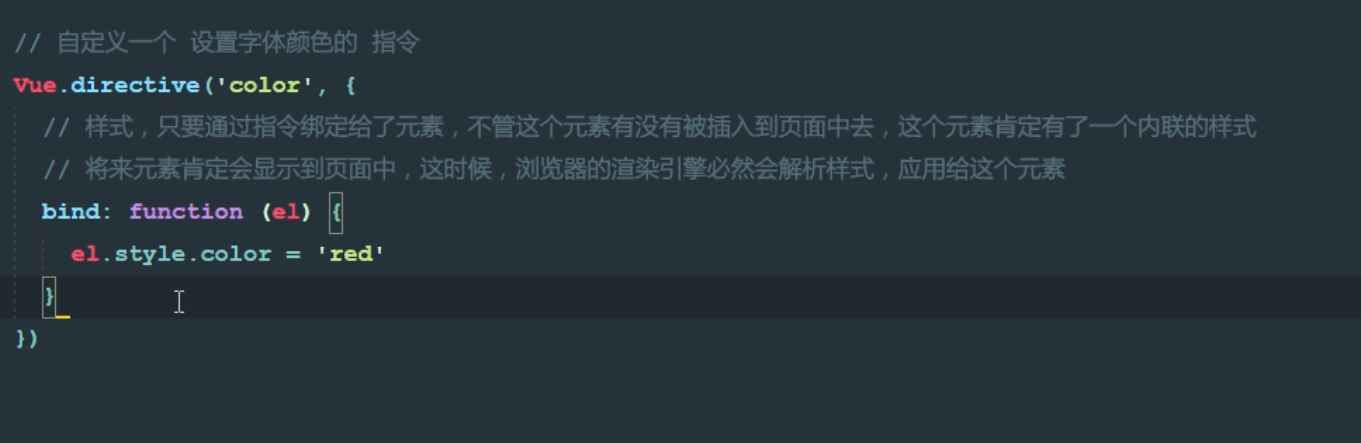 // 自定义一个 设置字体颜色的 指令
Vue.directive('color', {
// 样式，只要通过指令绑定给了元素，不管这个元素有没有被插入到页面中去，这个元素肯定有了一个内联的样式
// 将来元素肯定会显示到页面中，这时候，浏览器的渲染引擎必然会解析样式，应用给这个元素
bind: function (el) {
el.style.color = 'red'
}
})